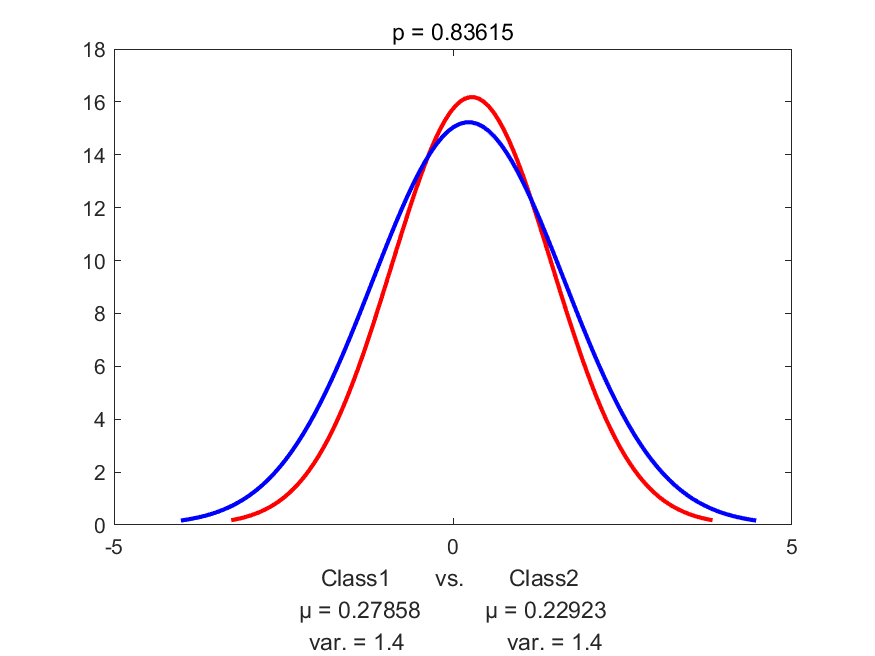 p = 0.83615
18
16
14
12
10
8
6
4
2
0
-5 0 5
Class1 vs. Class2
μ = 0.27858 μ = 0.22923
var. = 1.4 var. = 1.4